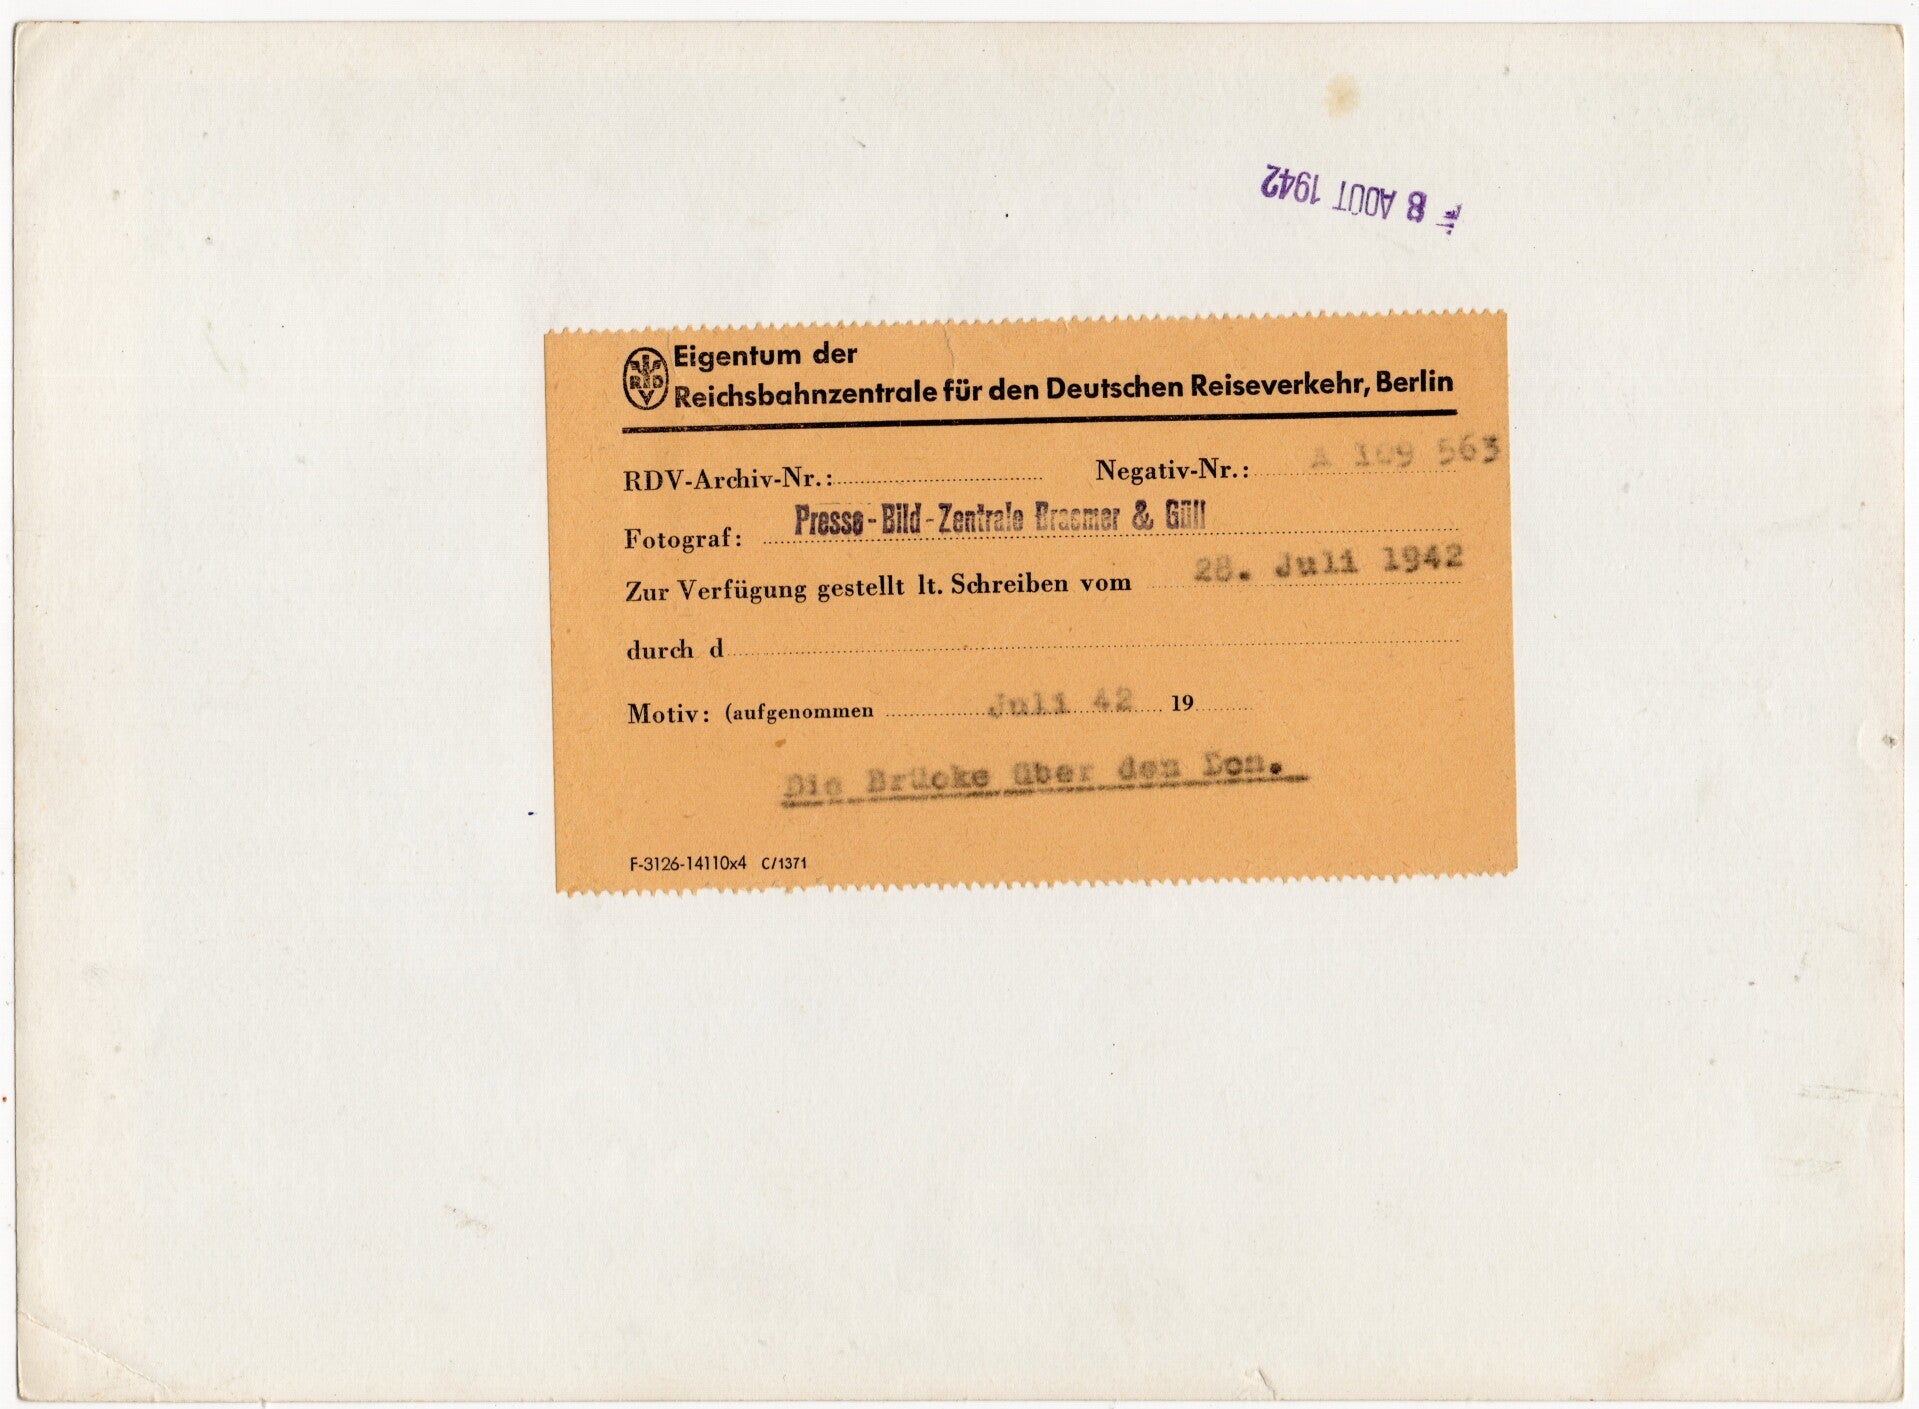 8 AOUT 1942
Eigentum der
Reichsbahnzentrale für den Deutschen Reiseverkehr, Berlin
RDV
RDV-Archiv-Nr.: Negativ-Nr.: A 109 563
Fotograf: Presse-Bild-Zentrale Braemer & Güll
Zur Verfügung gestellt lt. Schreiben vom 28. Juli 1942
durch d
Motiv: (aufgenommen Juli 42 19
Die Brücke über den Don.
F-3126-14110x4 C/1371